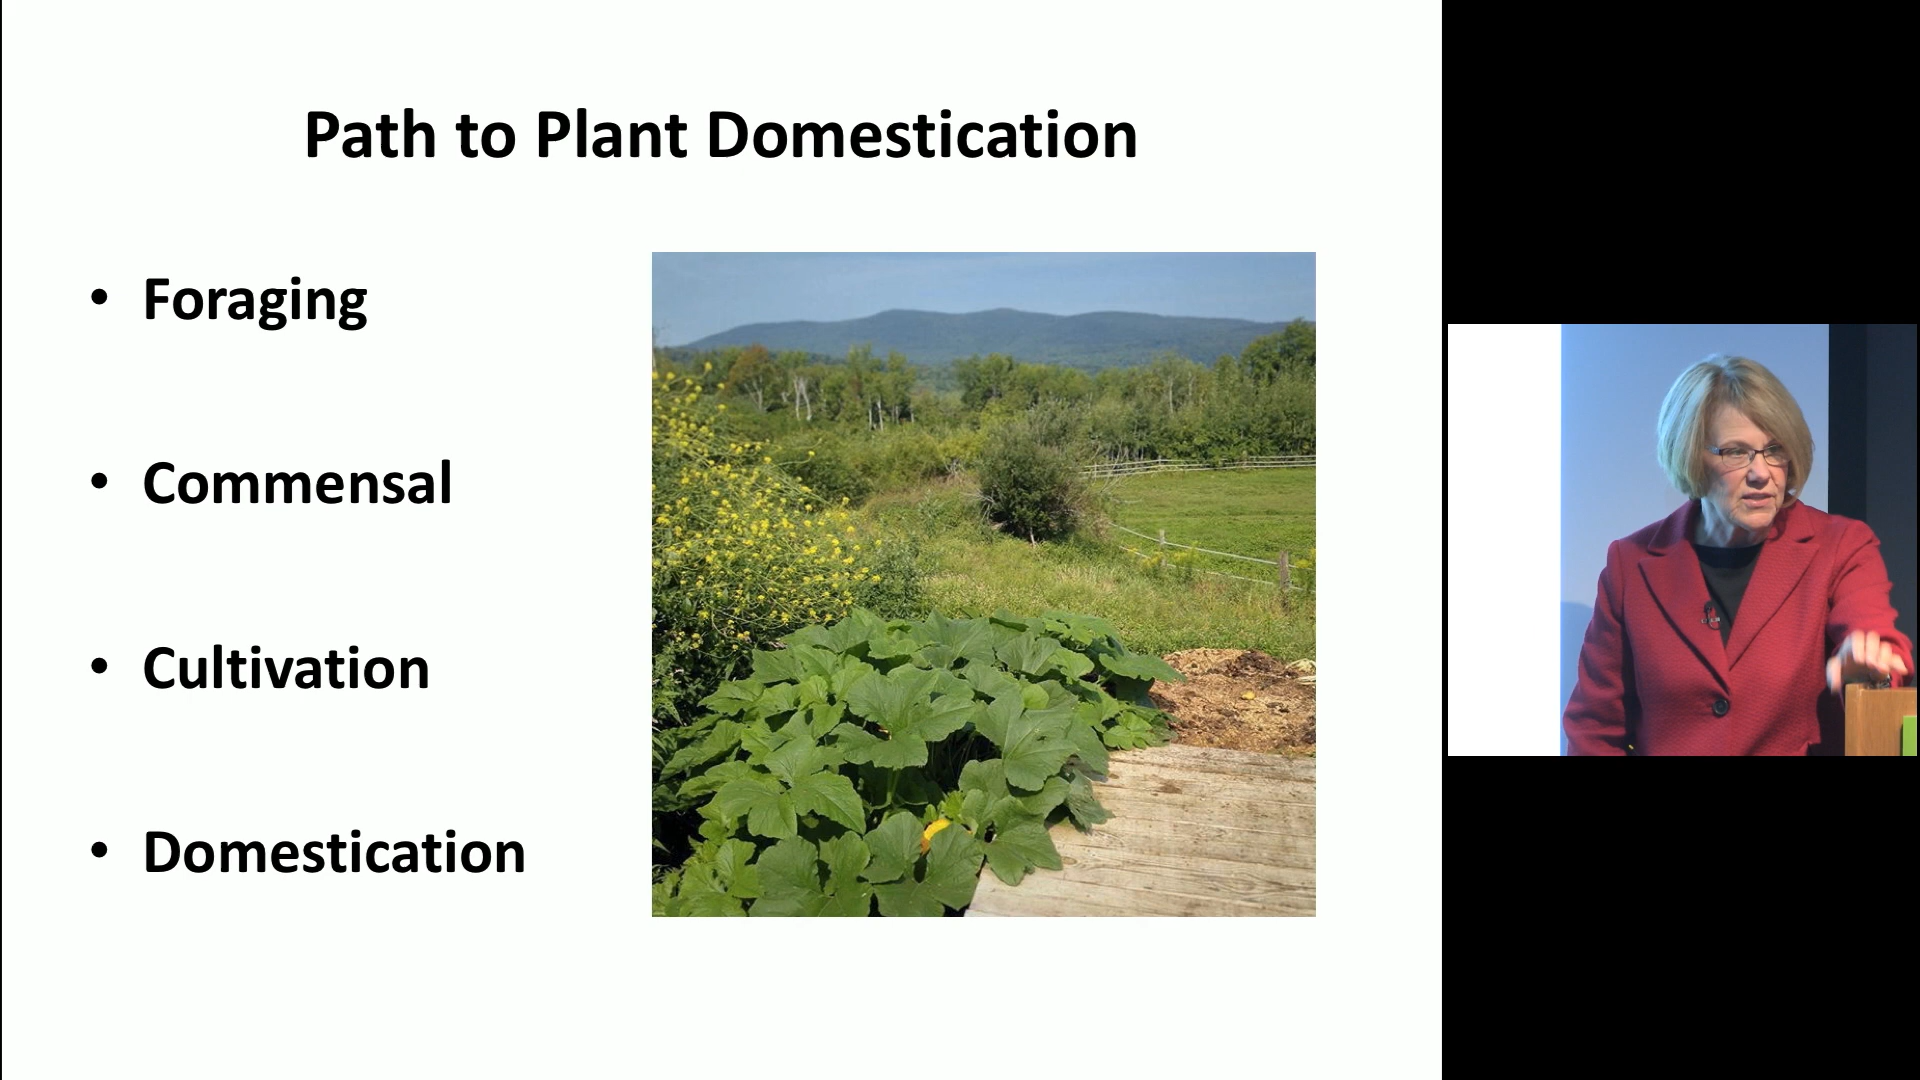 Path to Plant Domestication
• Foraging
• Commensal
• Cultivation
• Domestication